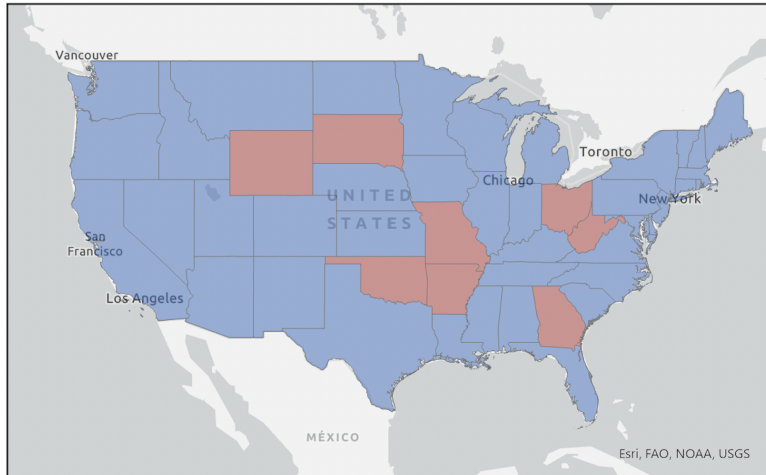 Vancouver
Toronto
Chicago
UNITED
STATES
New York
San
Francisco
Los Angeles
MÉXICO
Esri, FAO, NOAA, USGS